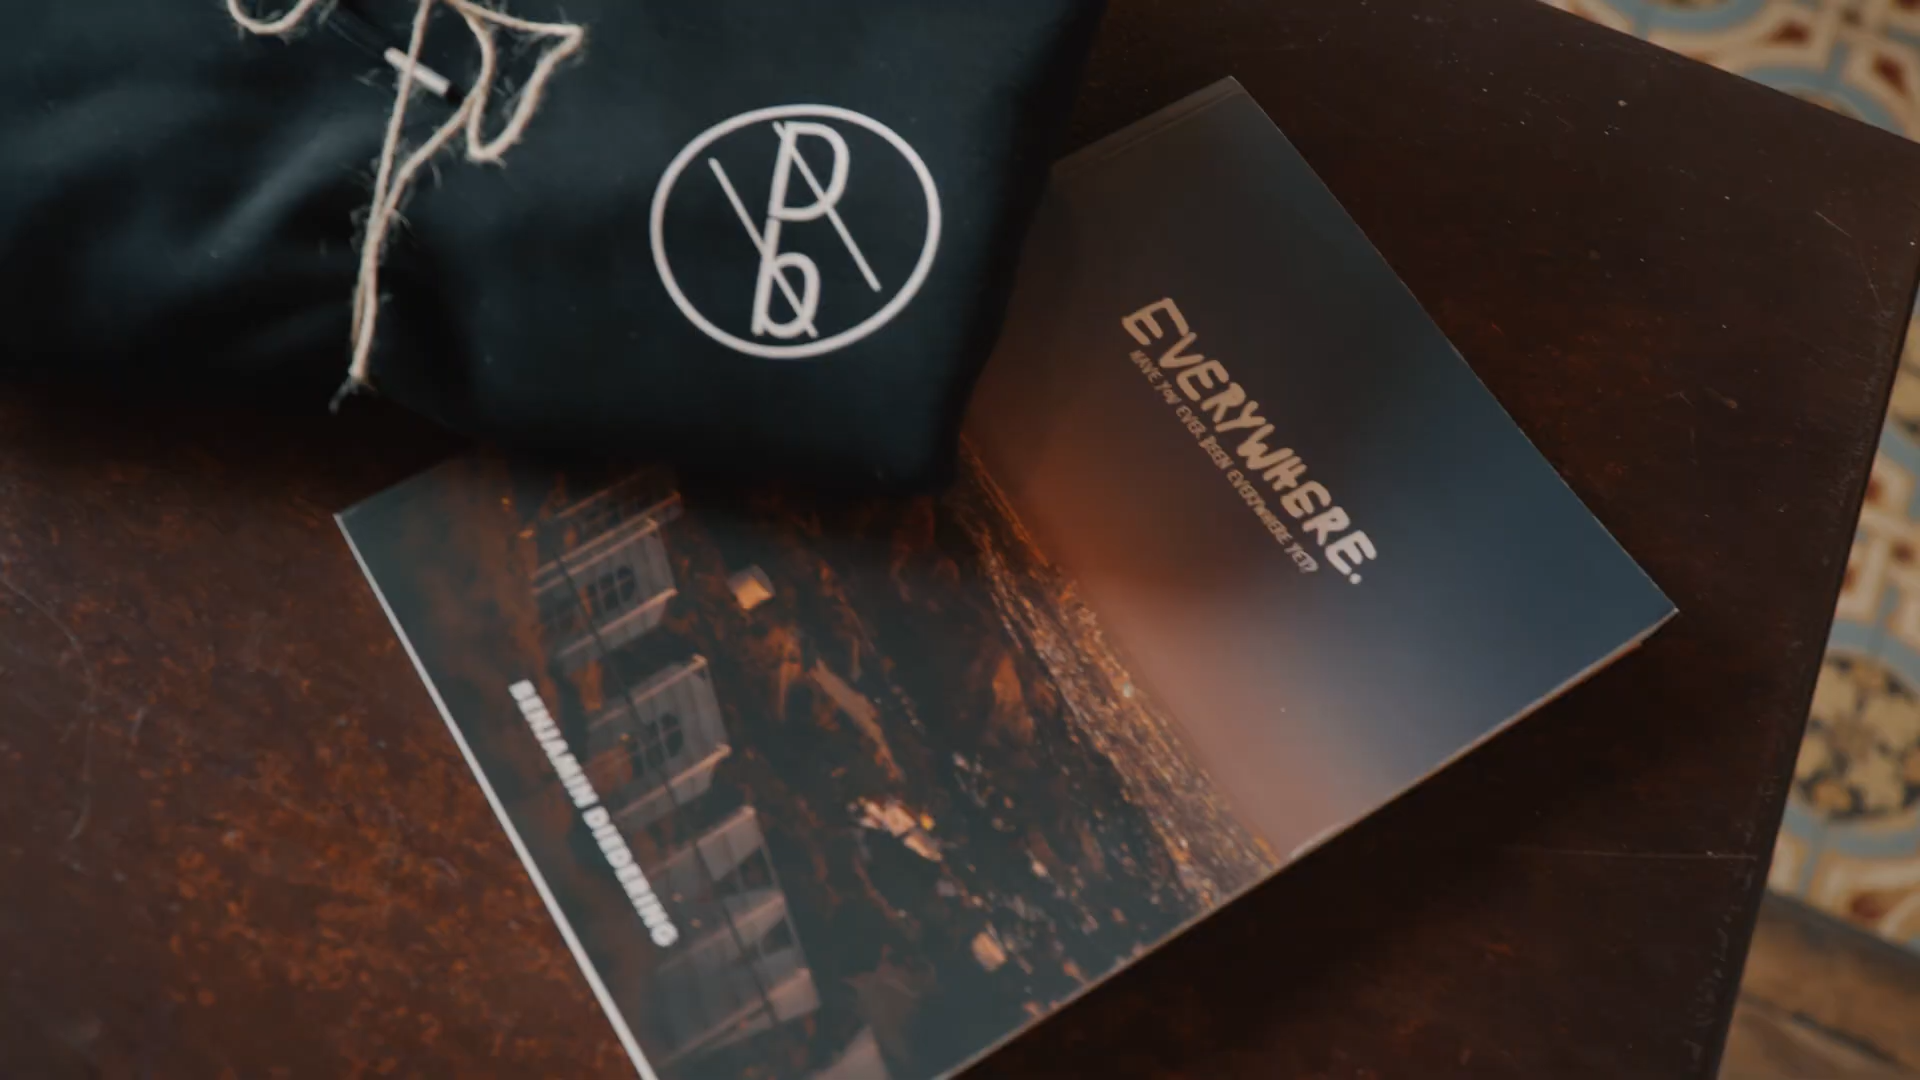 EVERYWHERE.
HAVE YOU EVER BEEN EVERYWHERE YET?
BENJAMIN DIEDERING